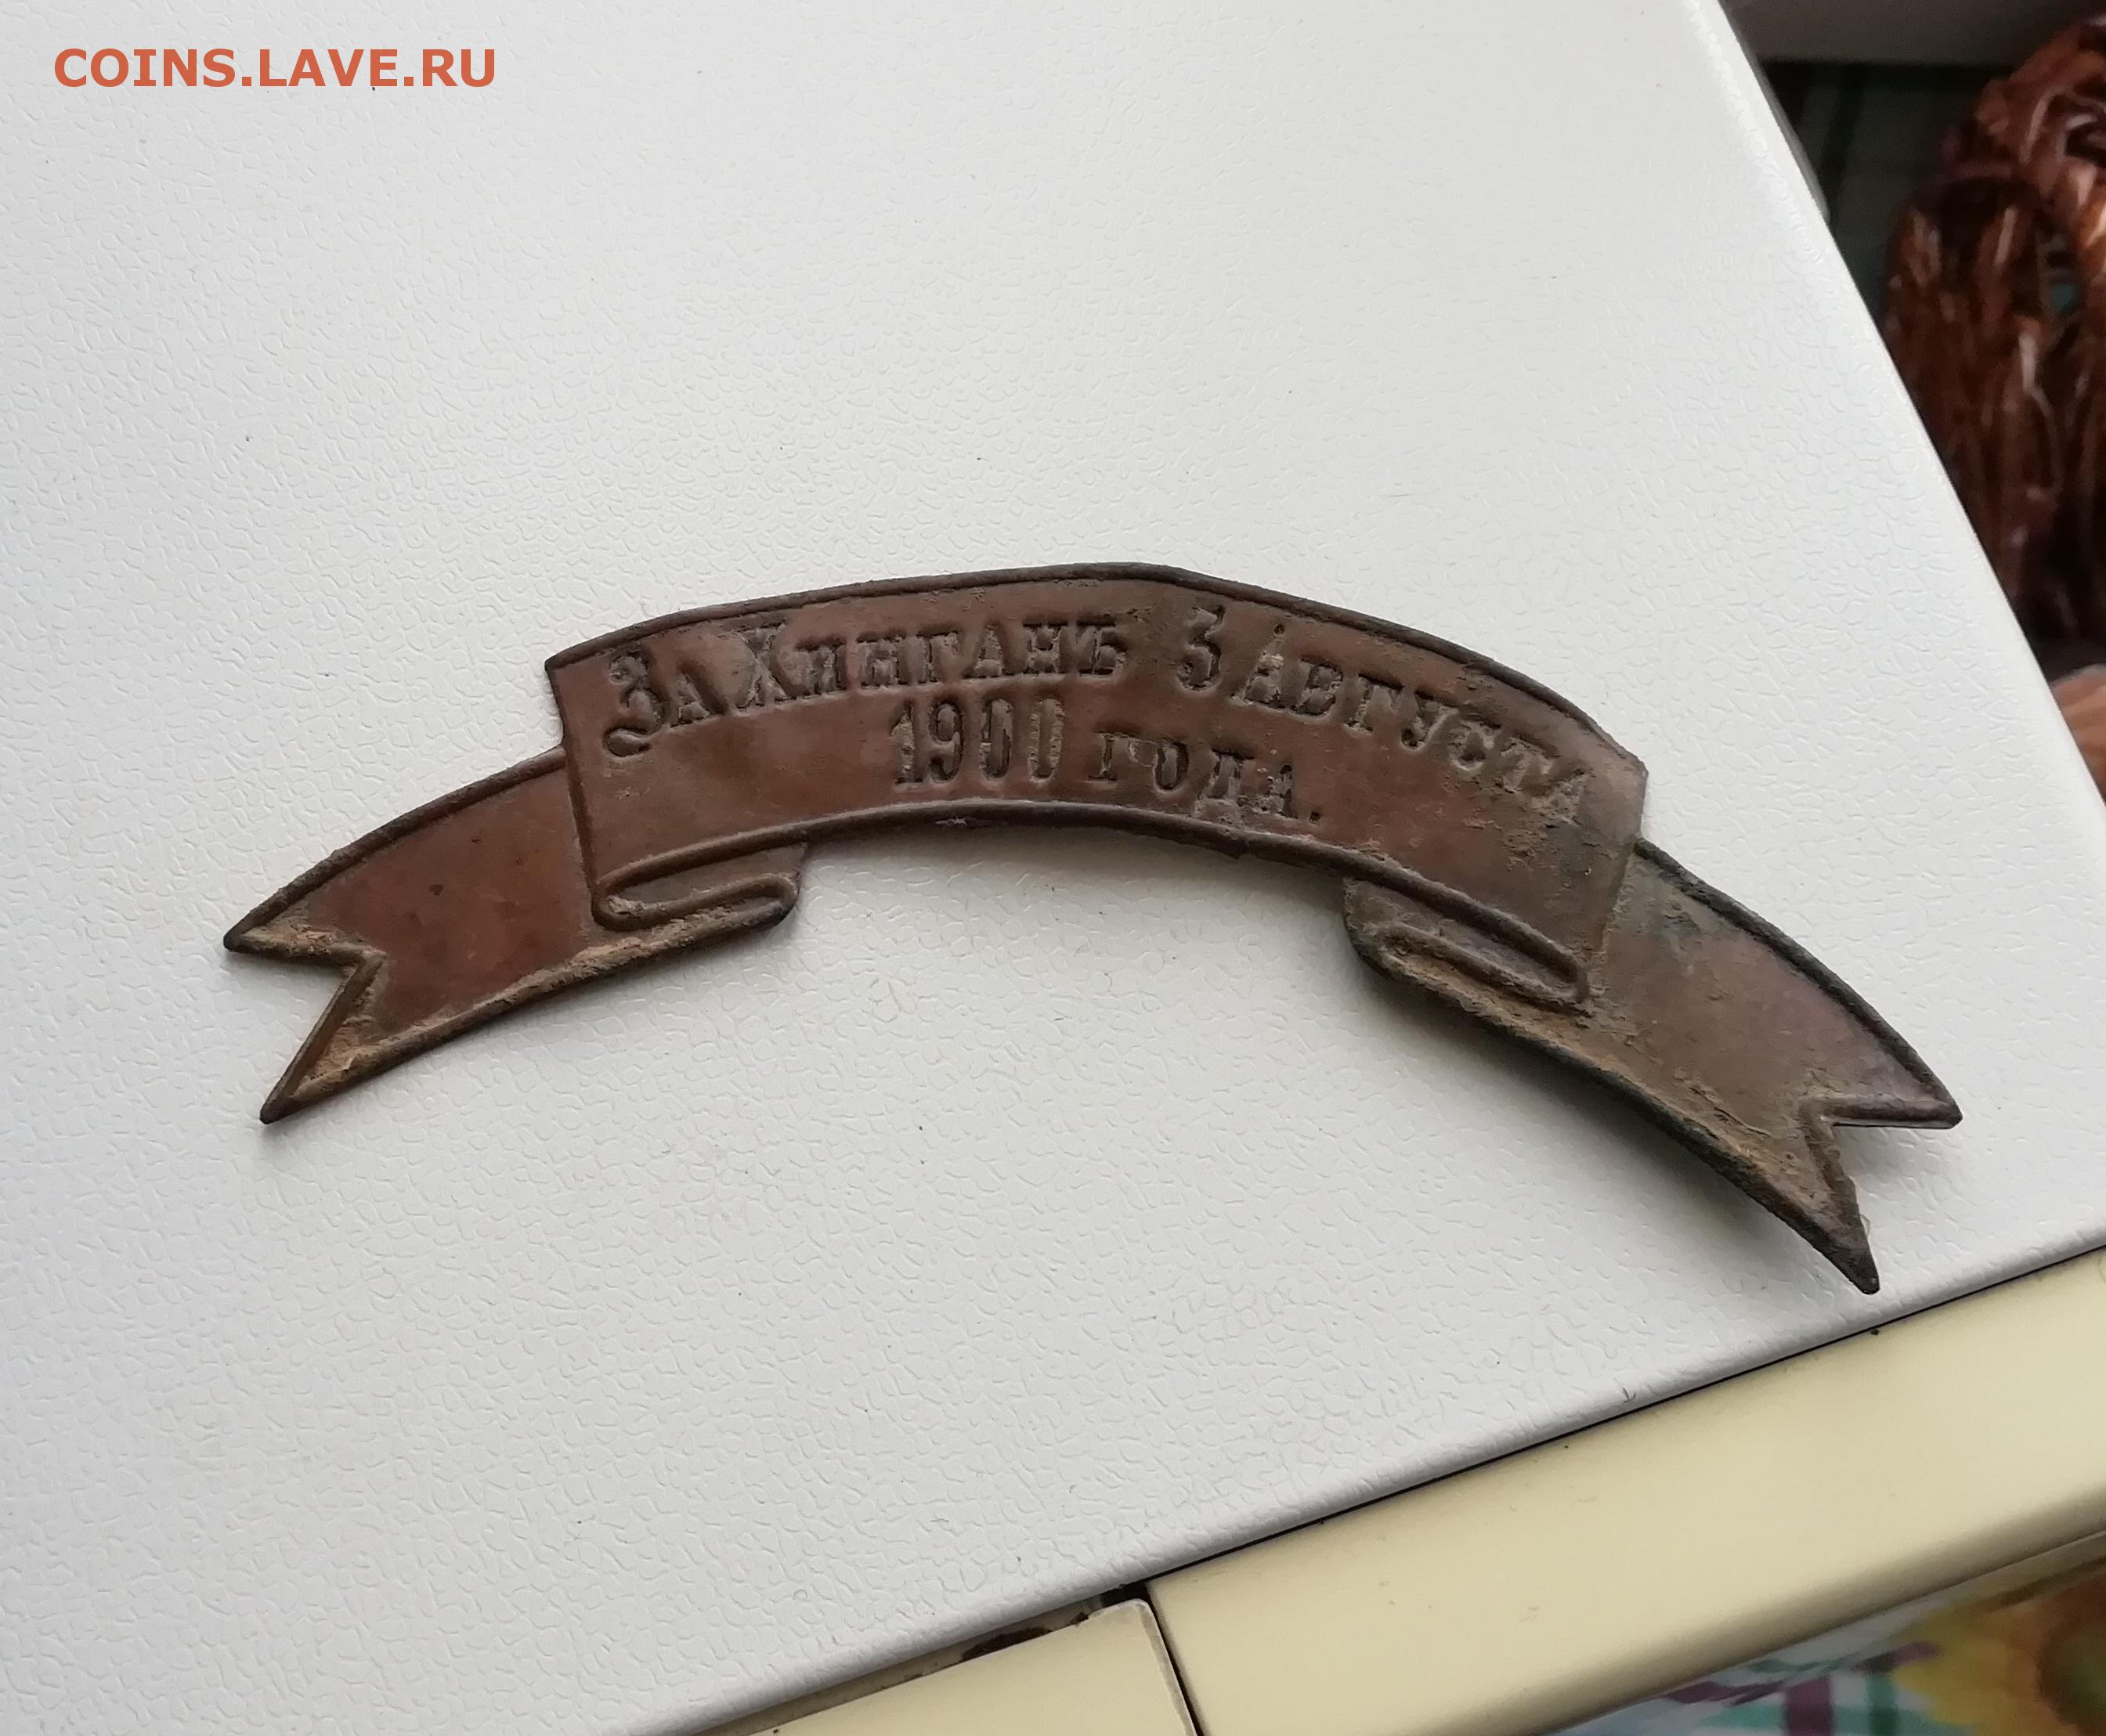 COINS.LAVE.RU
За Хинганъ 3 Августа
1900 года.